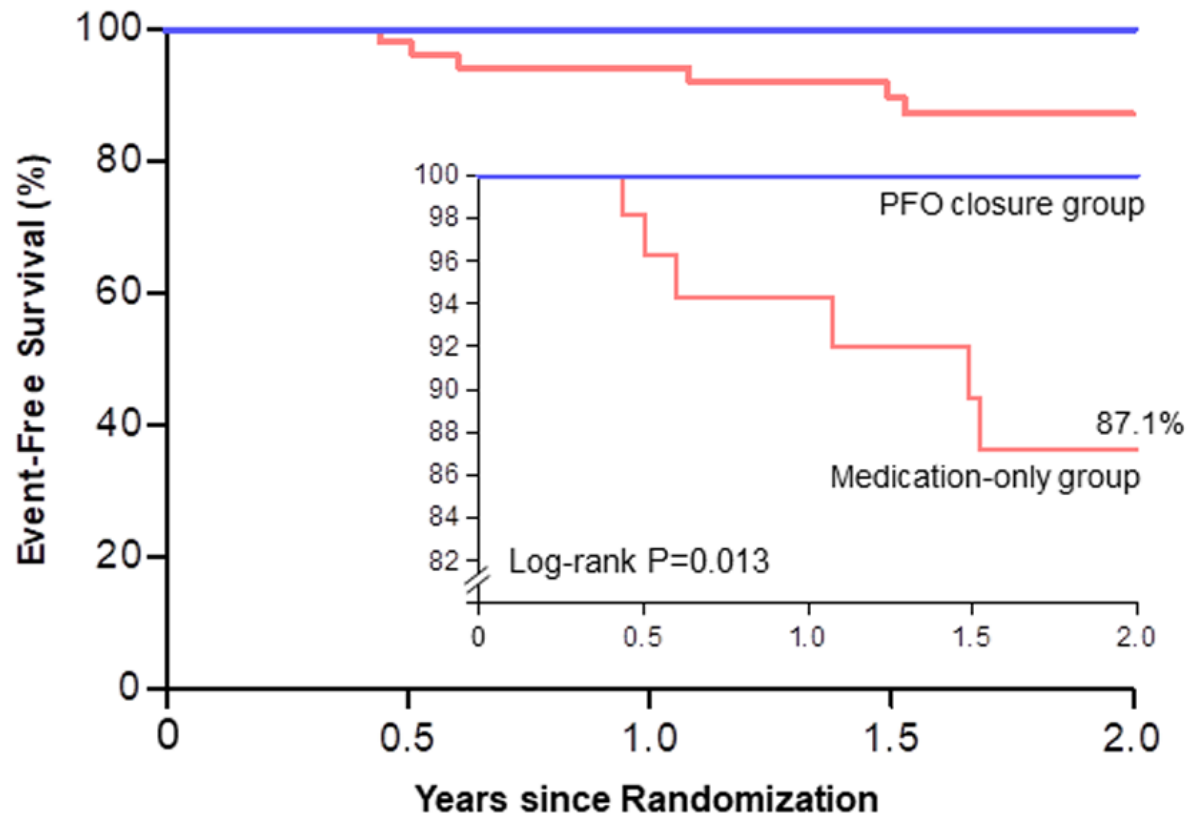 Event-Free Survival (%)
100
80
60
40
20
0
100
98
96
94
92
90
88
86
84
82
PFO closure group
87.1%
Medication-only group
Log-rank P=0.013
0 0.5 1.0 1.5 2.0
0 0.5 1.0 1.5 2.0
Years since Randomization